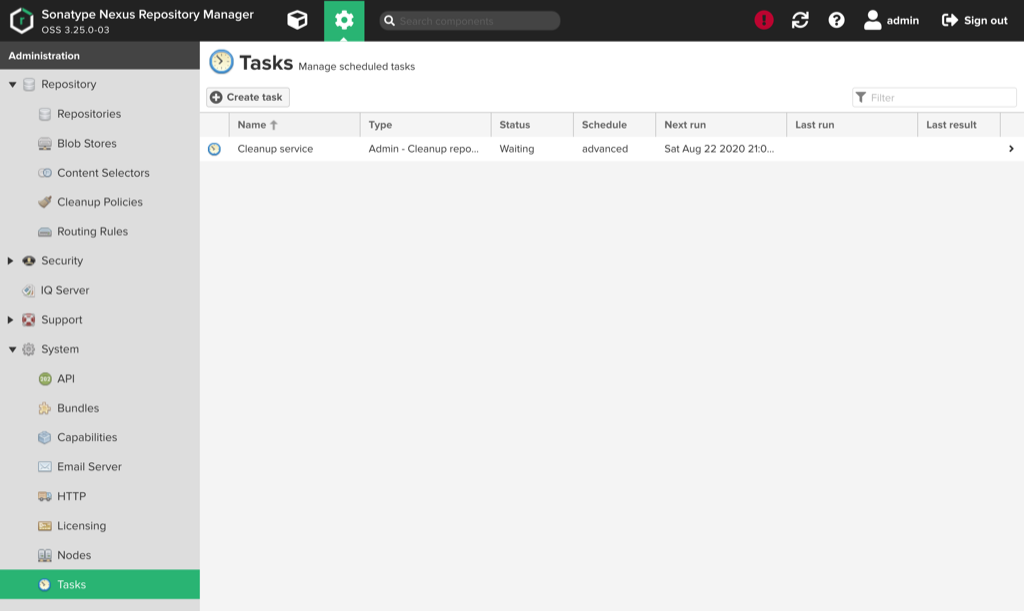 Sonatype Nexus Repository Manager
OSS 3.25.0-03
Search components
admin
Sign out
Administration
Repository
Repositories
Blob Stores
Content Selectors
Cleanup Policies
Routing Rules
Security
IQ Server
Support
System
API
Bundles
Capabilities
Email Server
HTTP
Licensing
Nodes
Tasks
Tasks Manage scheduled tasks
Create task
Filter
Name Type Status Schedule Next run Last run Last result
Cleanup service Admin - Cleanup repo... Waiting advanced Sat Aug 22 2020 21:0...